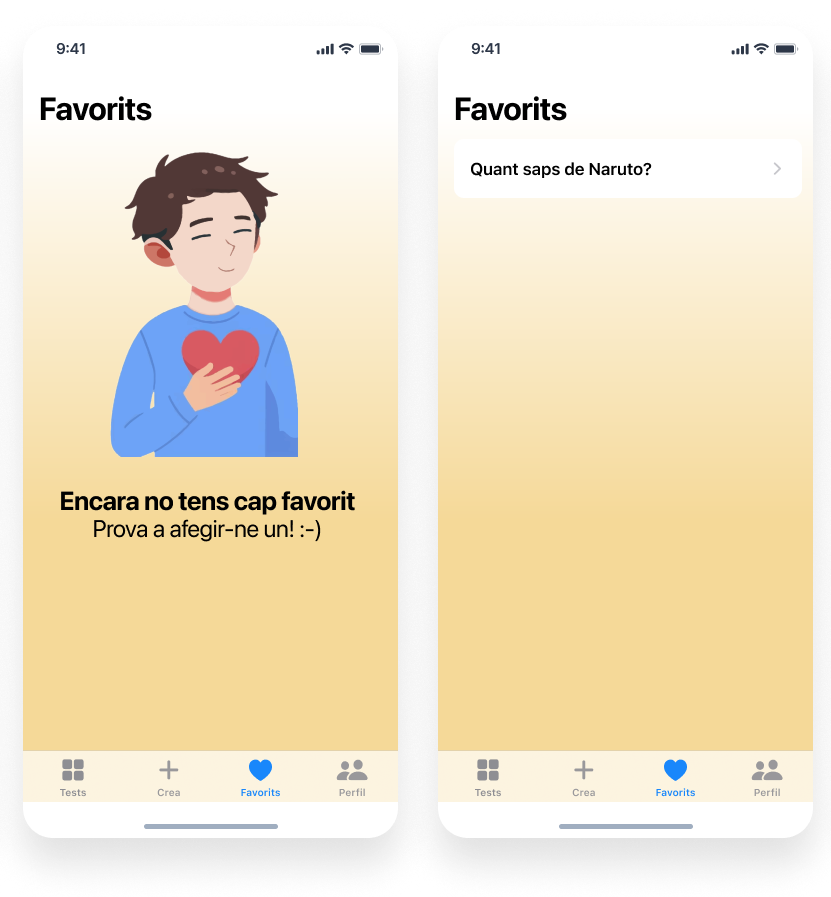 9:41
Favorits
Encara no tens cap favorit
Prova a afegir-ne un! :-)
Tests
Crea
Favorits
Perfil
9:41
Favorits
Quant saps de Naruto?
Tests
Crea
Favorits
Perfil